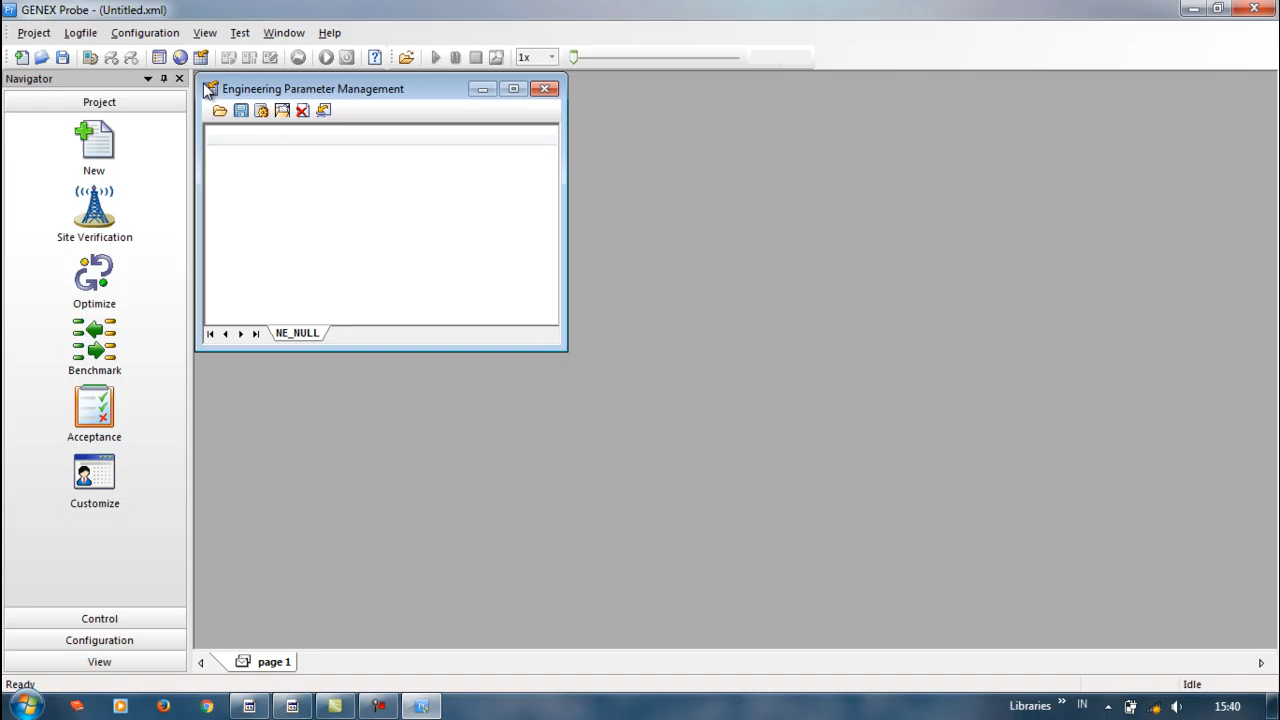 GENEX Probe - (Untitled.xml)
Project Logfile Configuration View Test Window Help
1x
Navigator
Engineering Parameter Management
Project
New
Site Verification
Optimize
Benchmark
Acceptance
Customize
NE_NULL
Control
Configuration
View
page 1
Ready
Idle
Libraries » IN 15:40